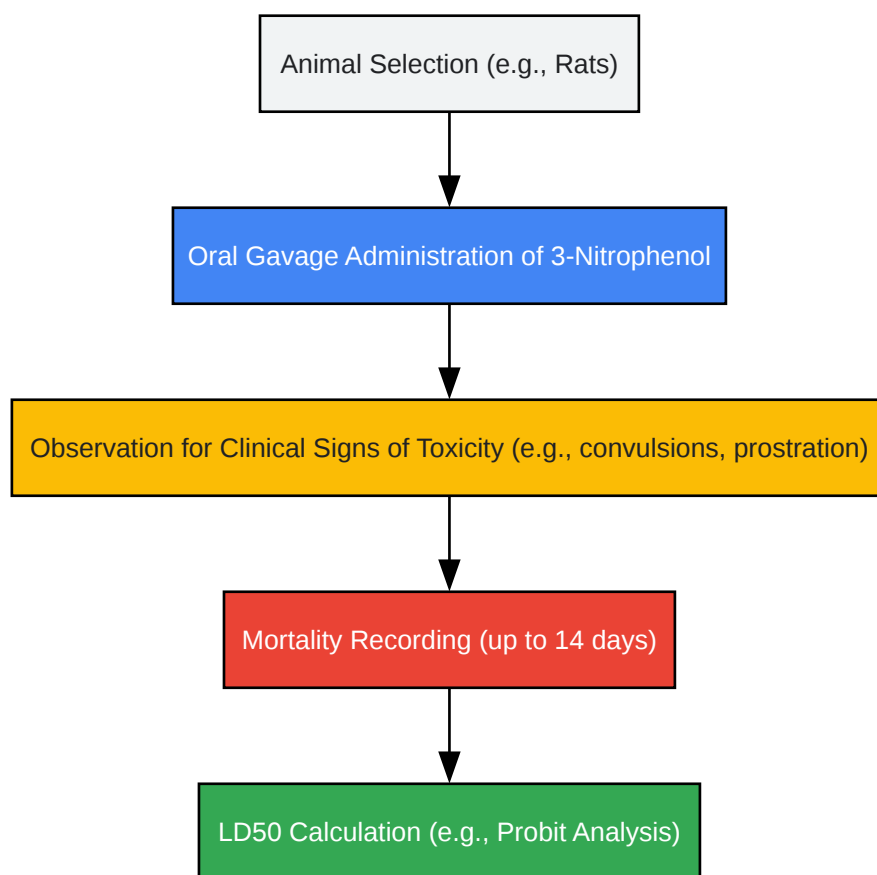 Animal Selection (e.g., Rats)
Oral Gavage Administration of 3-Nitrophenol
Observation for Clinical Signs of Toxicity (e.g., convulsions, prostration)
Mortality Recording (up to 14 days)
LD50 Calculation (e.g., Probit Analysis)